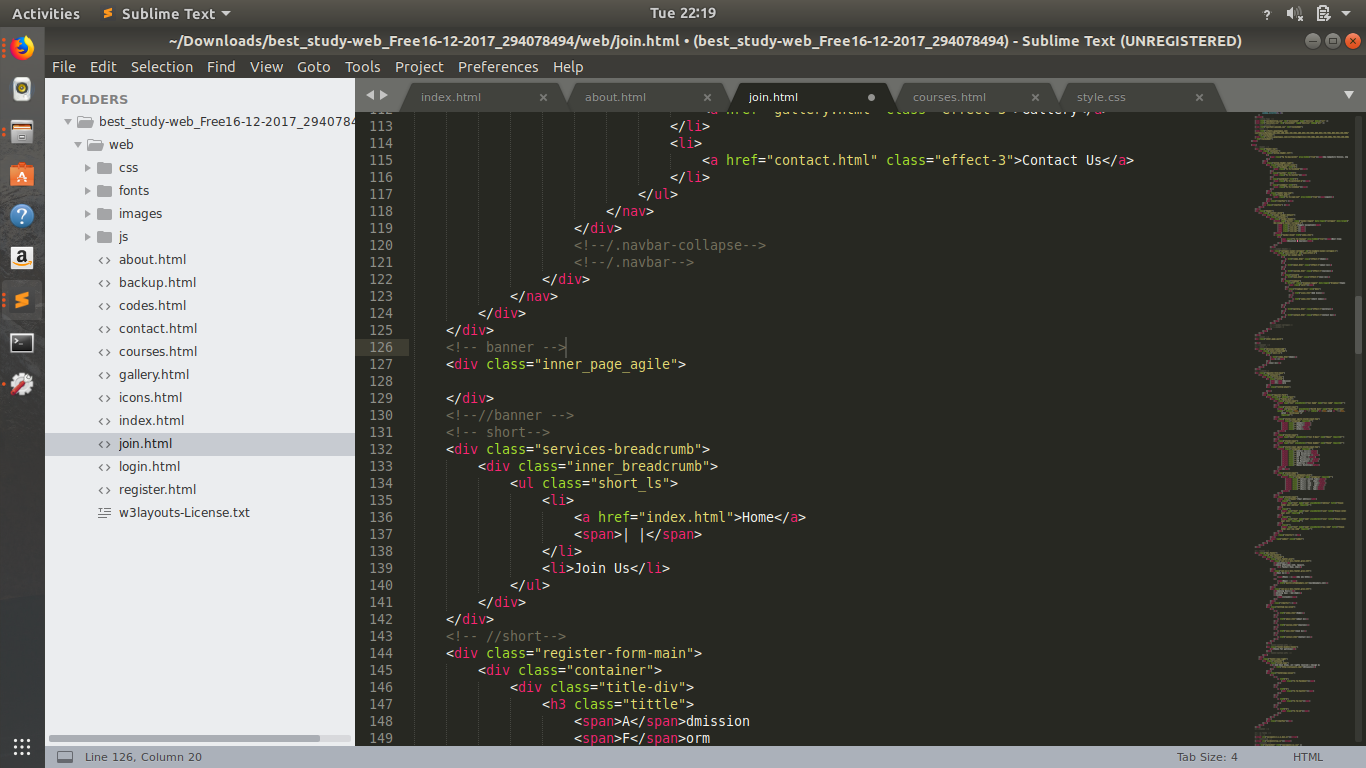 Activities
Sublime Text
Tue 22:19
~/Downloads/best_study-web_Free16-12-2017_294078494/web/join.html • (best_study-web_Free16-12-2017_294078494) - Sublime Text (UNREGISTERED)
File Edit Selection Find View Goto Tools Project Preferences Help
FOLDERS
best_study-web_Free16-12-2017_2940784
web
css
fonts
images
js
about.html
backup.html
codes.html
contact.html
courses.html
gallery.html
icons.html
index.html
join.html
login.html
register.html
w3layouts-License.txt
index.html about.html join.html courses.html style.css
112 <a href="gallery.html" class="effect-3">Gallery</a>
113 </li>
114 <li>
115 <a href="contact.html" class="effect-3">Contact Us</a>
116 </li>
117 </ul>
118 </nav>
119 </div>
120 <!--/.navbar-collapse-->
121 <!--/.navbar-->
122 </div>
123 </nav>
124 </div>
125 </div>
126 <!-- banner -->
127 <div class="inner_page_agile">
128
129 </div>
130 <!--//banner -->
131 <!-- short-->
132 <div class="services-breadcrumb">
133 <div class="inner_breadcrumb">
134 <ul class="short_ls">
135 <li>
136 <a href="index.html">Home</a>
137 <span>| |</span>
138 </li>
139 <li>Join Us</li>
140 </ul>
141 </div>
142 </div>
143 <!-- //short-->
144 <div class="register-form-main">
145 <div class="container">
146 <div class="title-div">
147 <h3 class="tittle">
148 <span>A</span>dmission
149 <span>F</span>orm
Line 126, Column 20
Tab Size: 4
HTML